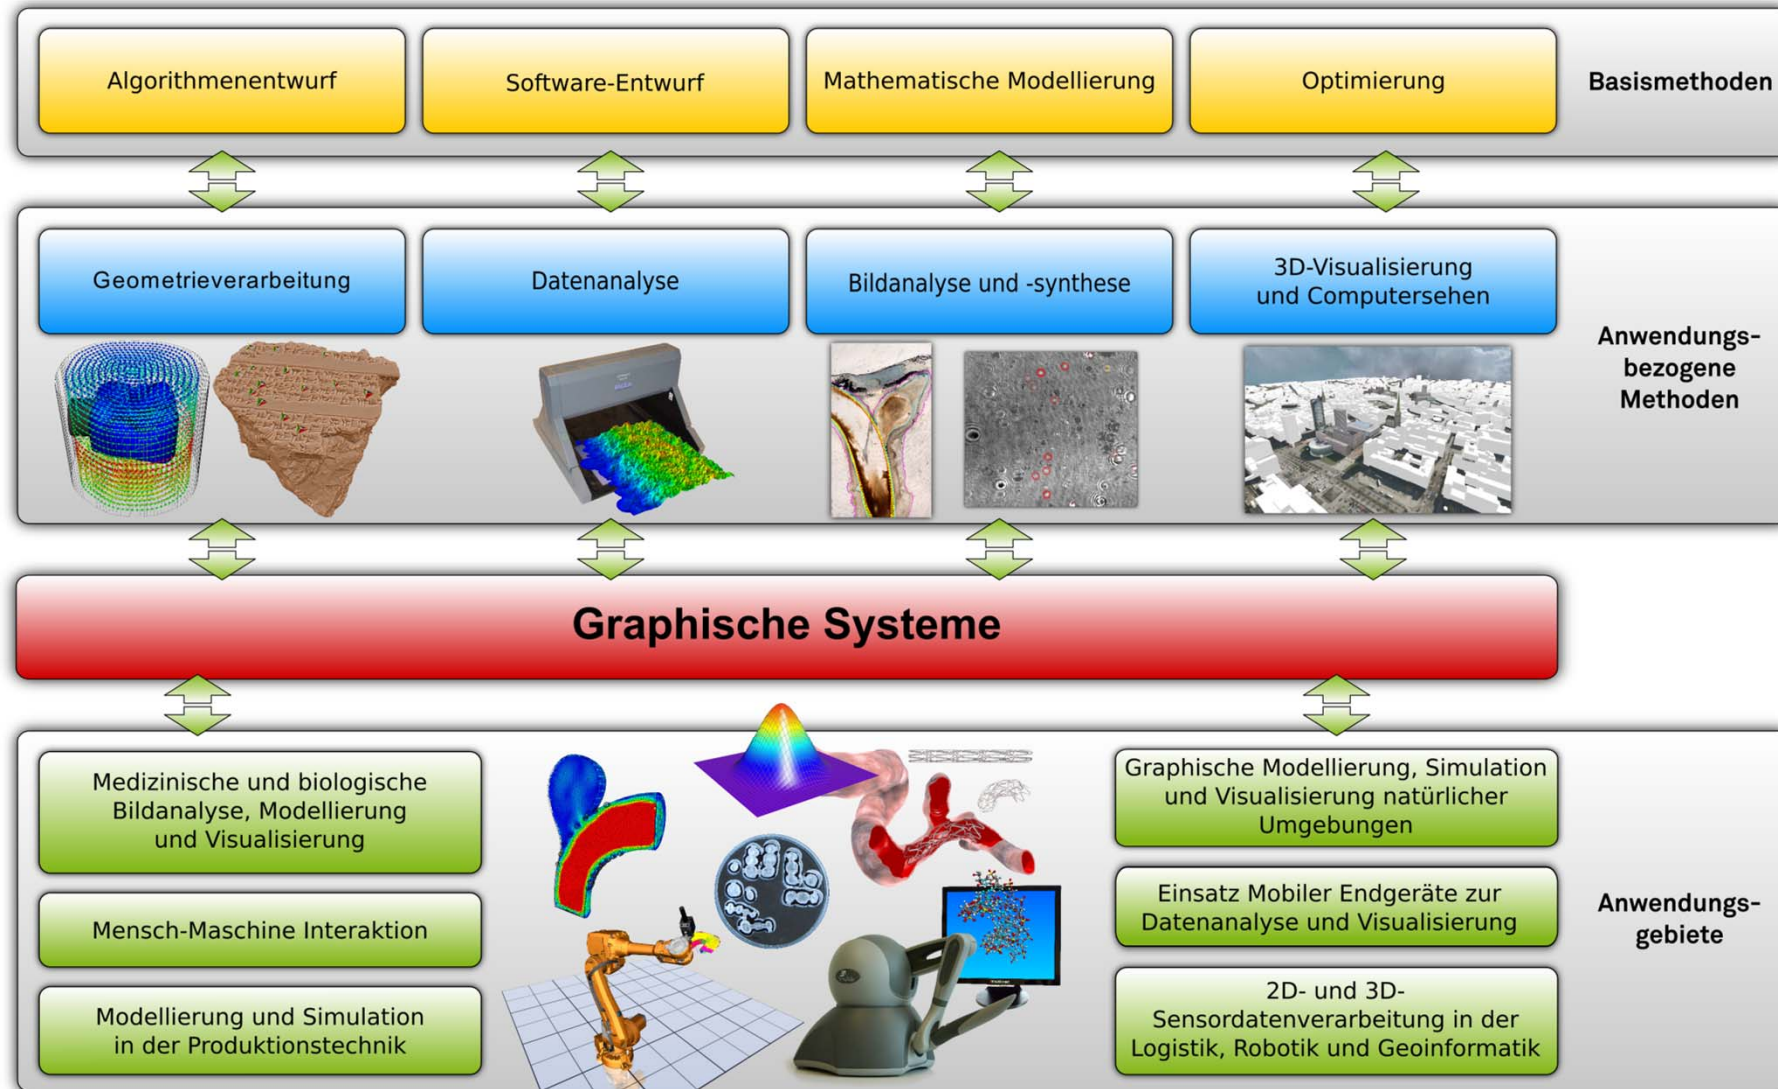 Algorithmenentwurf
Software-Entwurf
Mathematische Modellierung
Optimierung
Basismethoden
Geometrieverarbeitung
Datenanalyse
Bildanalyse und -synthese
3D-Visualisierung
und Computersehen
Anwendungs-
bezogene
Methoden
Graphische Systeme
Medizinische und biologische
Bildanalyse, Modellierung
und Visualisierung
Mensch-Maschine Interaktion
Modellierung und Simulation
in der Produktionstechnik
Graphische Modellierung, Simulation
und Visualisierung natürlicher
Umgebungen
Einsatz Mobiler Endgeräte zur
Datenanalyse und Visualisierung
2D- und 3D-
Sensordatenverarbeitung in der
Logistik, Robotik und Geoinformatik
Anwendungs-
gebiete